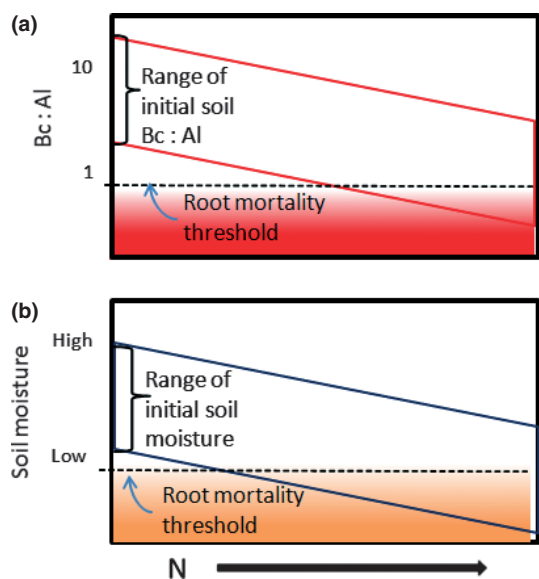 (a)
10
1
Bc : Al
Range of
initial soil
Bc : Al
Root mortality
threshold
(b)
High
Low
Soil moisture
Range of
initial soil
moisture
Root mortality
threshold
N